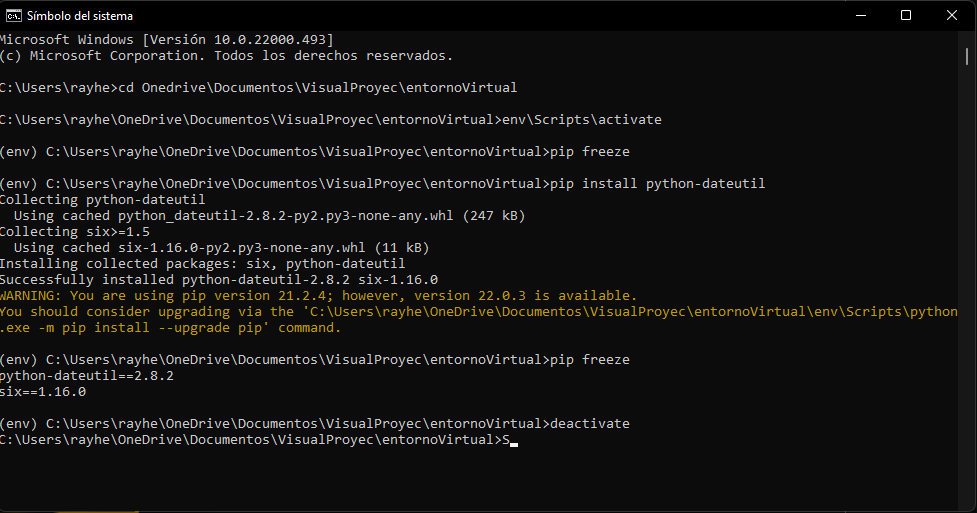 Símbolo del sistema
Microsoft Windows [Versión 10.0.22000.493]
(c) Microsoft Corporation. Todos los derechos reservados.
C:\Users\rayhe>cd Onedrive\Documentos\VisualProyec\entornoVirtual
C:\Users\rayhe\OneDrive\Documentos\VisualProyec\entornoVirtual>env\Scripts\activate
(env) C:\Users\rayhe\OneDrive\Documentos\VisualProyec\entornoVirtual>pip freeze
(env) C:\Users\rayhe\OneDrive\Documentos\VisualProyec\entornoVirtual>pip install python-dateutil
Collecting python-dateutil
  Using cached python_dateutil-2.8.2-py2.py3-none-any.whl (247 kB)
Collecting six>=1.5
  Using cached six-1.16.0-py2.py3-none-any.whl (11 kB)
Installing collected packages: six, python-dateutil
Successfully installed python-dateutil-2.8.2 six-1.16.0
WARNING: You are using pip version 21.2.4; however, version 22.0.3 is available.
You should consider upgrading via the 'C:\Users\rayhe\OneDrive\Documentos\VisualProyec\entornoVirtual\env\Scripts\python
.exe -m pip install --upgrade pip' command.
(env) C:\Users\rayhe\OneDrive\Documentos\VisualProyec\entornoVirtual>pip freeze
python-dateutil==2.8.2
six==1.16.0
(env) C:\Users\rayhe\OneDrive\Documentos\VisualProyec\entornoVirtual>deactivate
C:\Users\rayhe\OneDrive\Documentos\VisualProyec\entornoVirtual>S